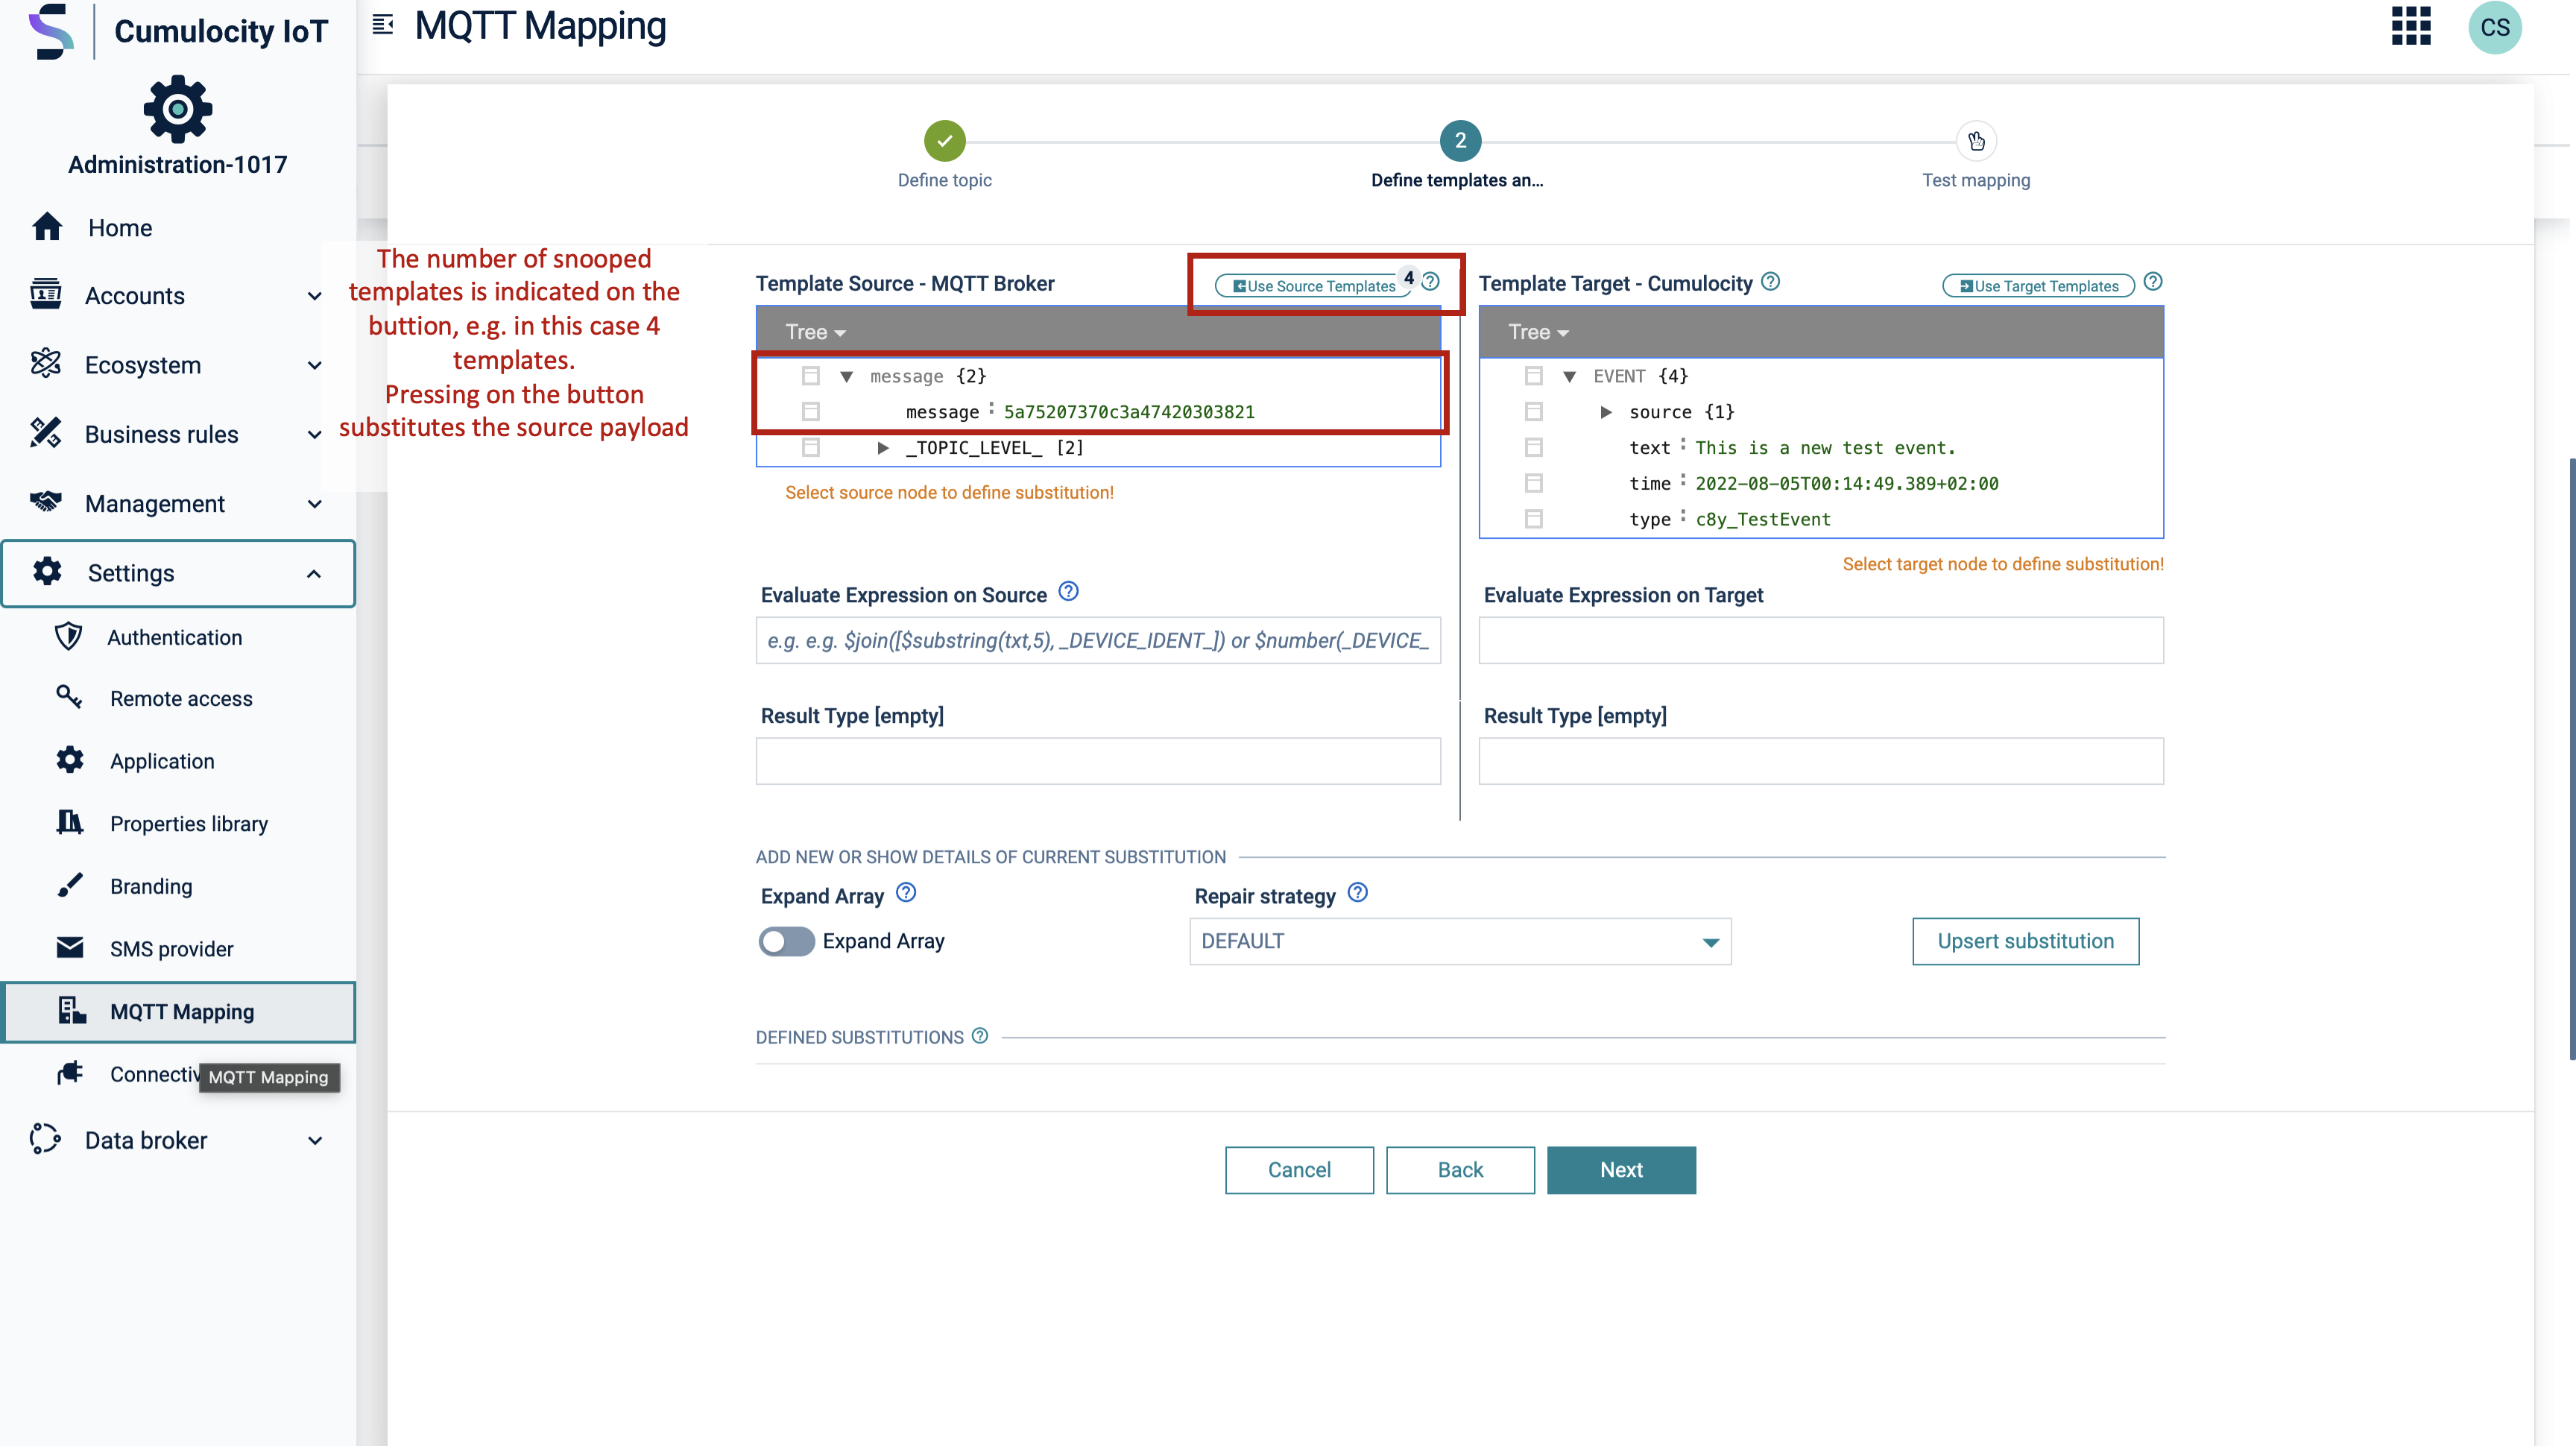 Cumulocity IoT
MQTT Mapping
CS
Administration-1017
2
Define topic
Define templates an...
Test mapping
Home
Accounts
Ecosystem
Business rules
Management
Settings
Authentication
Remote access
Application
Properties library
Branding
SMS provider
MQTT Mapping
Connectiv
MQTT Mapping
Data broker
The number of snooped
templates is indicated on the
buttion, e.g. in this case 4
templates.
Pressing on the button
substitutes the source payload
Template Source - MQTT Broker
Use Source Templates
4
Tree
message {2}
message : 5a75207370c3a47420303821
_TOPIC_LEVEL_ [2]
Select source node to define substitution!
Template Target - Cumulocity
Use Target Templates
Tree
EVENT {4}
source {1}
text : This is a new test event.
time : 2022-08-05T00:14:49.389+02:00
type : c8y_TestEvent
Select target node to define substitution!
Evaluate Expression on Source
e.g. e.g. $join([$substring(txt,5), _DEVICE_IDENT_]) or $number(_DEVICE_
Evaluate Expression on Target
Result Type [empty]
Result Type [empty]
ADD NEW OR SHOW DETAILS OF CURRENT SUBSTITUTION
Expand Array
Expand Array
Repair strategy
DEFAULT
Upsert substitution
DEFINED SUBSTITUTIONS
Cancel
Back
Next